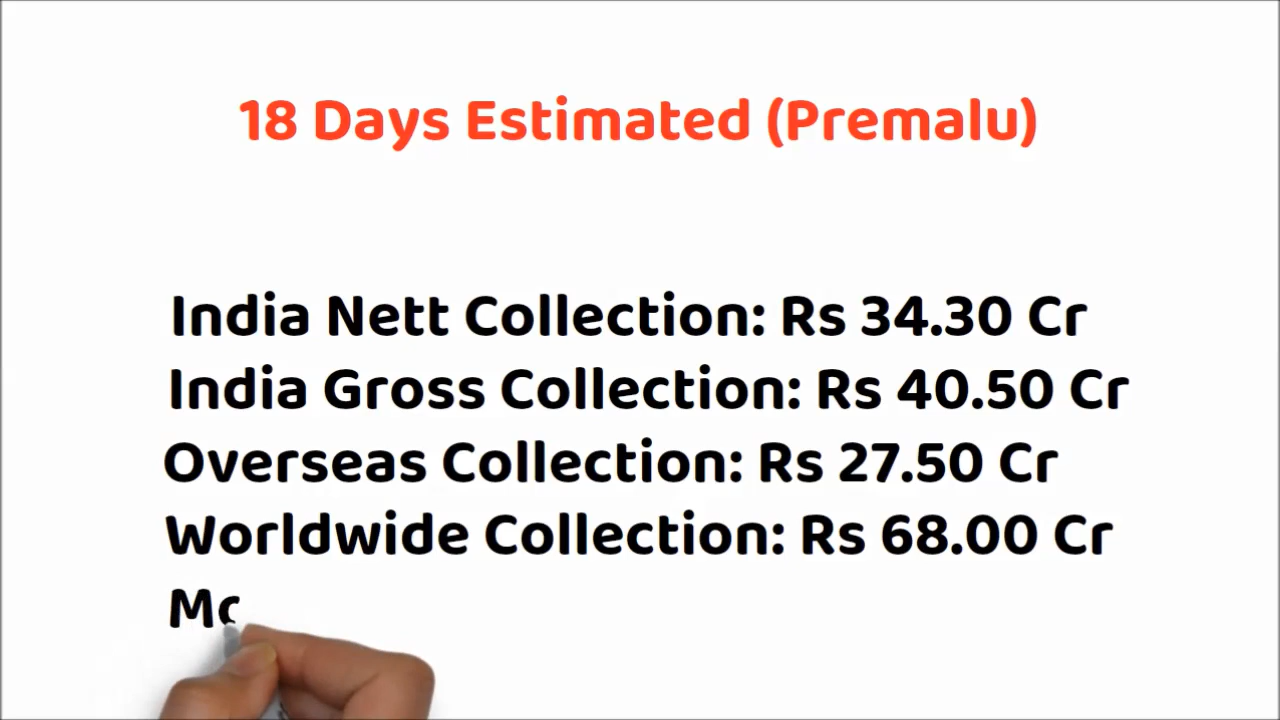 18 Days Estimated (Premalu)
India Nett Collection: Rs 34.30 Cr
India Gross Collection: Rs 40.50 Cr
Overseas Collection: Rs 27.50 Cr
Worldwide Collection: Rs 68.00 Cr